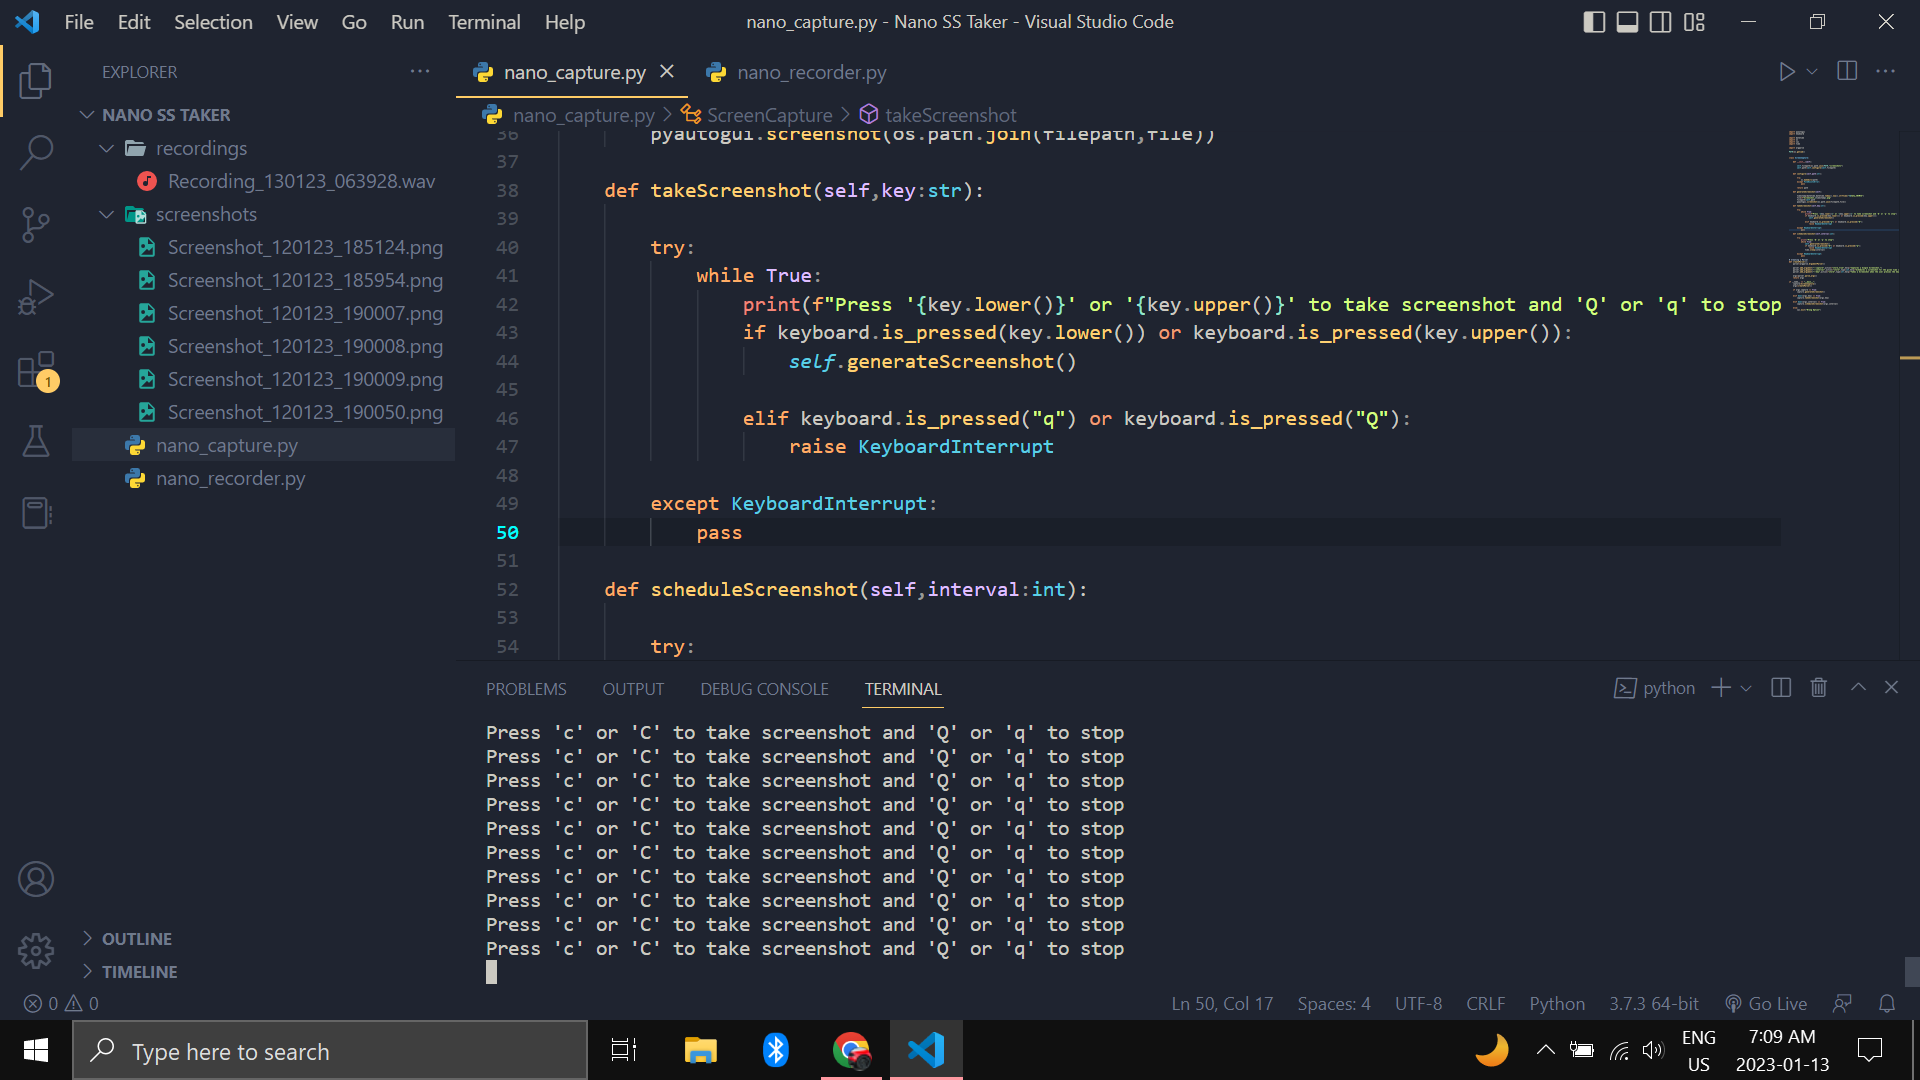 File Edit Selection View Go Run Terminal Help
nano_capture.py - Nano SS Taker - Visual Studio Code
EXPLORER
NANO SS TAKER
recordings
Recording_130123_063928.wav
screenshots
Screenshot_120123_185124.png
Screenshot_120123_185954.png
Screenshot_120123_190007.png
Screenshot_120123_190008.png
Screenshot_120123_190009.png
Screenshot_120123_190050.png
nano_capture.py
nano_recorder.py
1
OUTLINE
TIMELINE
nano_capture.py nano_recorder.py
nano_capture.py ScreenCapture takeScreenshot
36 pyautogui.screenshot(os.path.join(filepath,file))
37
38 def takeScreenshot(self,key:str):
39
40 try:
41 while True:
42 print(f"Press '{key.lower()}' or '{key.upper()}' to take screenshot and 'Q' or 'q' to stop
43 if keyboard.is_pressed(key.lower()) or keyboard.is_pressed(key.upper()):
44 self.generateScreenshot()
45
46 elif keyboard.is_pressed("q") or keyboard.is_pressed("Q"):
47 raise KeyboardInterrupt
48
49 except KeyboardInterrupt:
50 pass
51
52 def scheduleScreenshot(self,interval:int):
53
54 try:
PROBLEMS OUTPUT DEBUG CONSOLE TERMINAL
python
Press 'c' or 'C' to take screenshot and 'Q' or 'q' to stop
Press 'c' or 'C' to take screenshot and 'Q' or 'q' to stop
Press 'c' or 'C' to take screenshot and 'Q' or 'q' to stop
Press 'c' or 'C' to take screenshot and 'Q' or 'q' to stop
Press 'c' or 'C' to take screenshot and 'Q' or 'q' to stop
Press 'c' or 'C' to take screenshot and 'Q' or 'q' to stop
Press 'c' or 'C' to take screenshot and 'Q' or 'q' to stop
Press 'c' or 'C' to take screenshot and 'Q' or 'q' to stop
Press 'c' or 'C' to take screenshot and 'Q' or 'q' to stop
Press 'c' or 'C' to take screenshot and 'Q' or 'q' to stop
0 0
Ln 50, Col 17 Spaces: 4 UTF-8 CRLF Python 3.7.3 64-bit Go Live
Type here to search
ENG
US
7:09 AM
2023-01-13